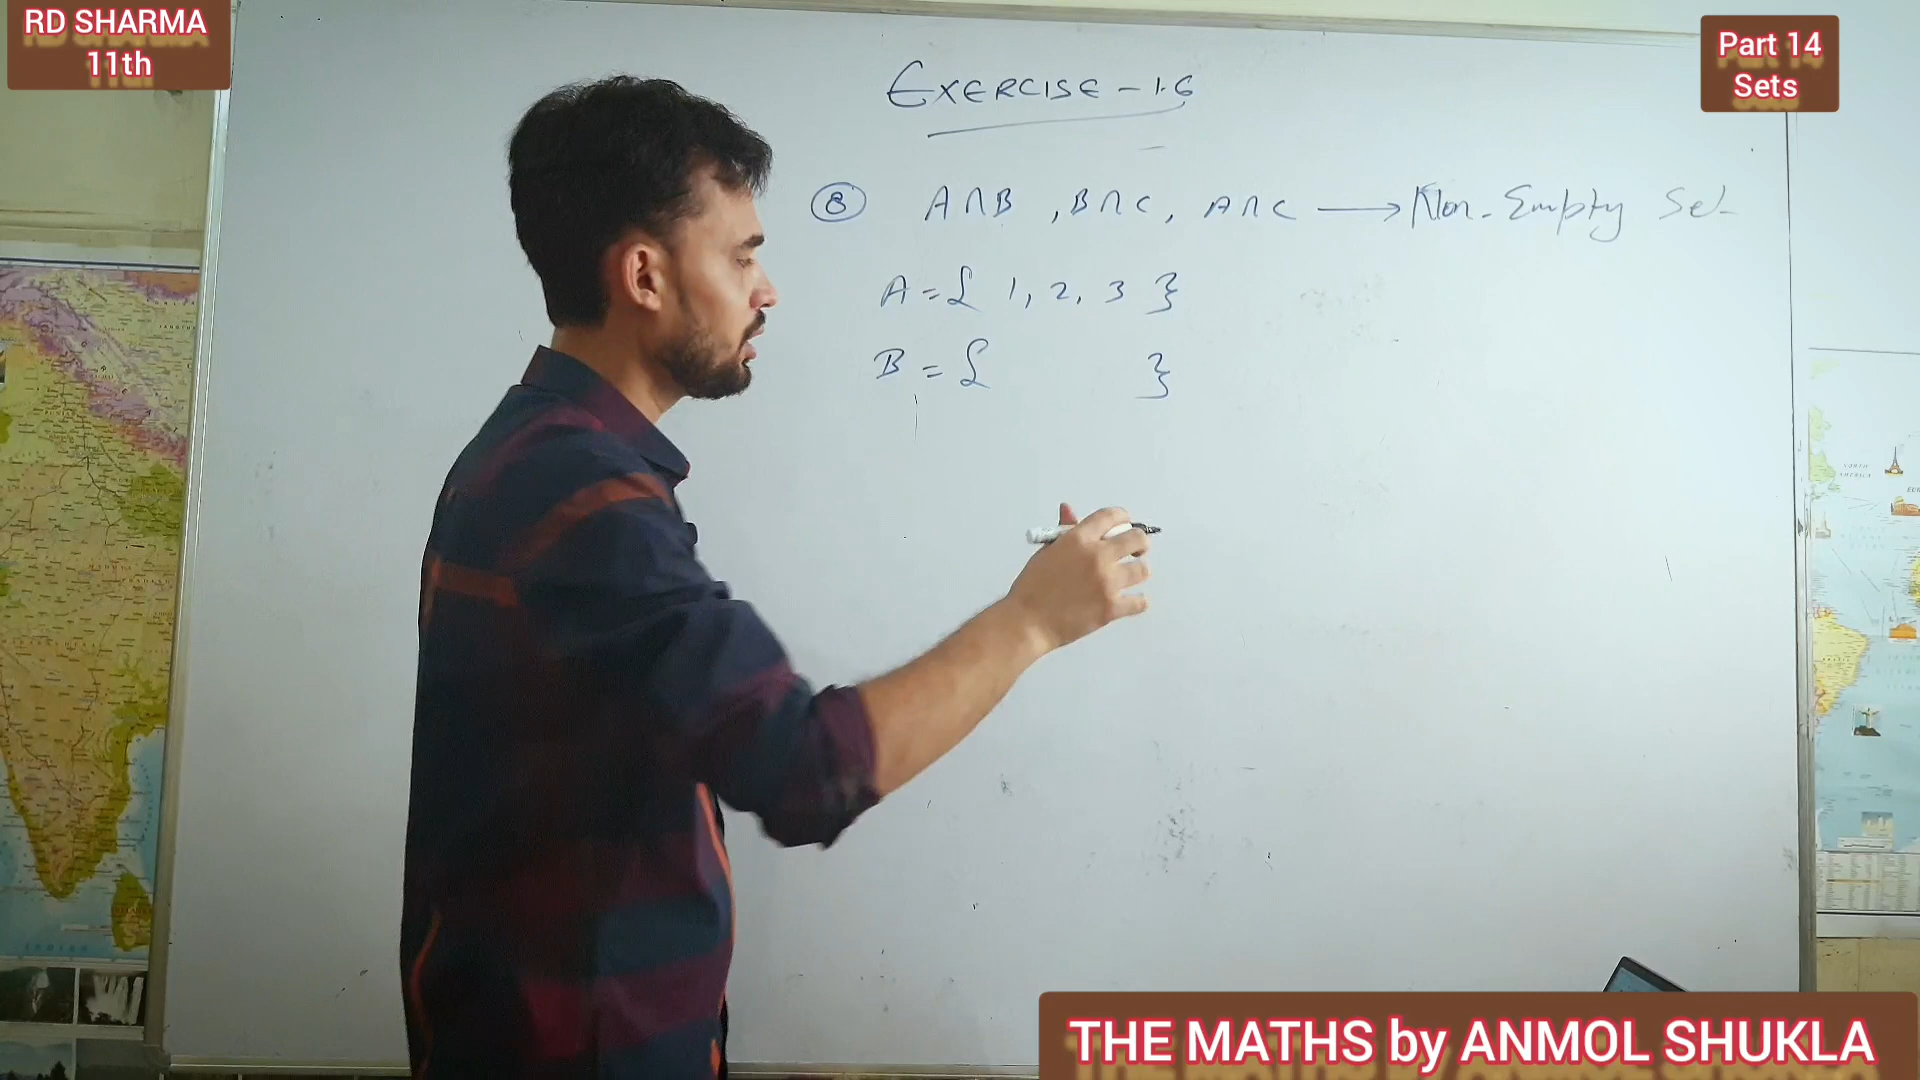 RD SHARMA
11th
Part 14
Sets
EXERCISE - 1.6
8 A∩B , B∩C, A∩C → Non-Empty Set
A = { 1, 2, 3 }
B = { }
THE MATHS by ANMOL SHUKLA